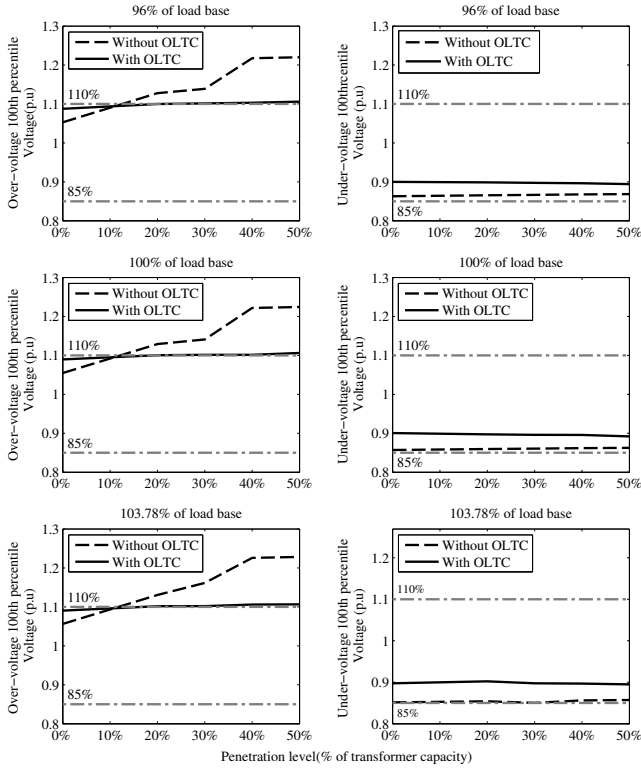 96% of load base
Over−voltage 100th percentile
Voltage(p.u)
1.3
1.2
1.1
1
0.9
0.8
Without OLTC
With OLTC
110%
85%
0% 10% 20% 30% 40% 50%
96% of load base
Under−voltage 100thrcentile
Voltage (p.u)
1.3
1.2
1.1
1
0.9
0.8
Without OLTC
With OLTC
110%
85%
0% 10% 20% 30% 40% 50%
100% of load base
Over−voltage 100th percentile
Voltage (p.u)
1.3
1.2
1.1
1
0.9
0.8
Without OLTC
With OLTC
110%
85%
0% 10% 20% 30% 40% 50%
100% of load base
Under−voltage 100th percentile
Voltage (p.u)
1.3
1.2
1.1
1
0.9
0.8
Without OLTC
With OLTC
110%
85%
0% 10% 20% 30% 40% 50%
103.78% of load base
Over−voltage 100th percentile
Voltage (p.u)
1.3
1.2
1.1
1
0.9
0.8
Without OLTC
With OLTC
110%
85%
0% 10% 20% 30% 40% 50%
103.78% of load base
Under−voltage 100th percentile
Voltage (p.u)
1.2
1.1
1
0.9
0.8
Without OLTC
With OLTC
110%
85%
0% 10% 20% 30% 40% 50%
Penetration level(% of transformer capacity)